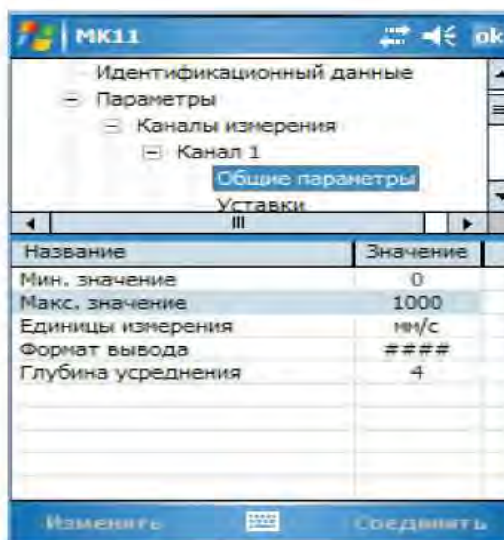 МК11 ok
Идентификационный данные
Параметры
Каналы измерения
Канал 1
Общие параметры
Уставки
Название Значение
Мин. значение 0
Макс. значение 1000
Единицы измерения мм/с
Формат вывода ####
Глубина усреднения 4
Изменить Соединить